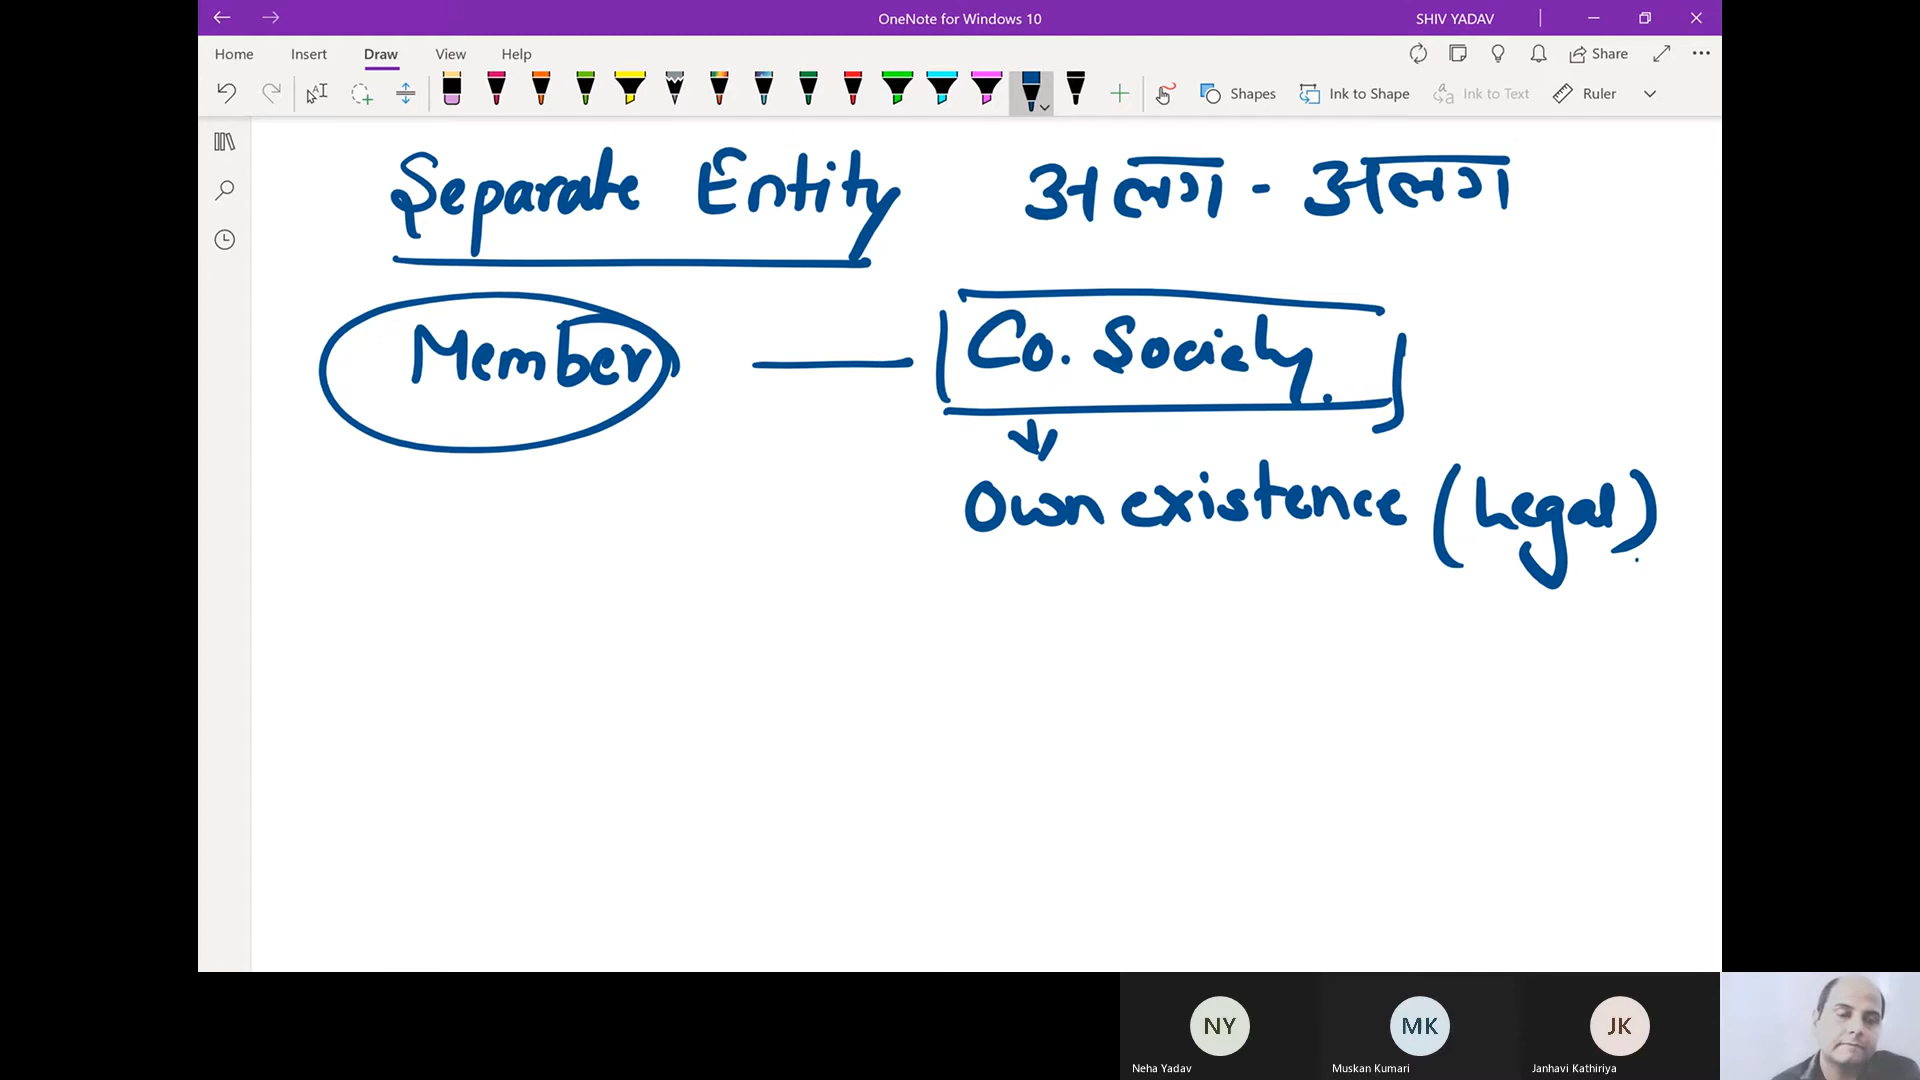 OneNote for Windows 10 SHIV YADAV
Home Insert Draw View Help Share
Shapes Ink to Shape Ink to Text Ruler
Separate Entity अलग - अलग
Member Co. Society.
Own existence (Legal)
NY MK JK
Neha Yadav Muskan Kumari Janhavi Kathiriya